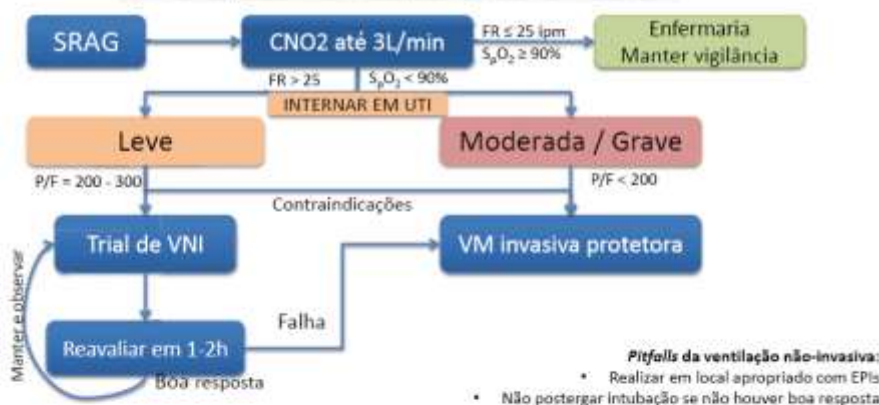 SRAG
CNO2 até 3L/min
FR ≤ 25 ipm
SpO2 ≥ 90%
Enfermaria
Manter vigilância
FR > 25
SpO2 < 90%
INTERNAR EM UTI
Leve
Moderada / Grave
P/F = 200 - 300
P/F < 200
Contraindicações
Trial de VNI
VM invasiva protetora
Manter e observar
Falha
Reavaliar em 1-2h
Boa resposta
Pitfalls da ventilação não-invasiva:
• Realizar em local apropriado com EPIs
• Não postergar intubação se não houver boa resposta